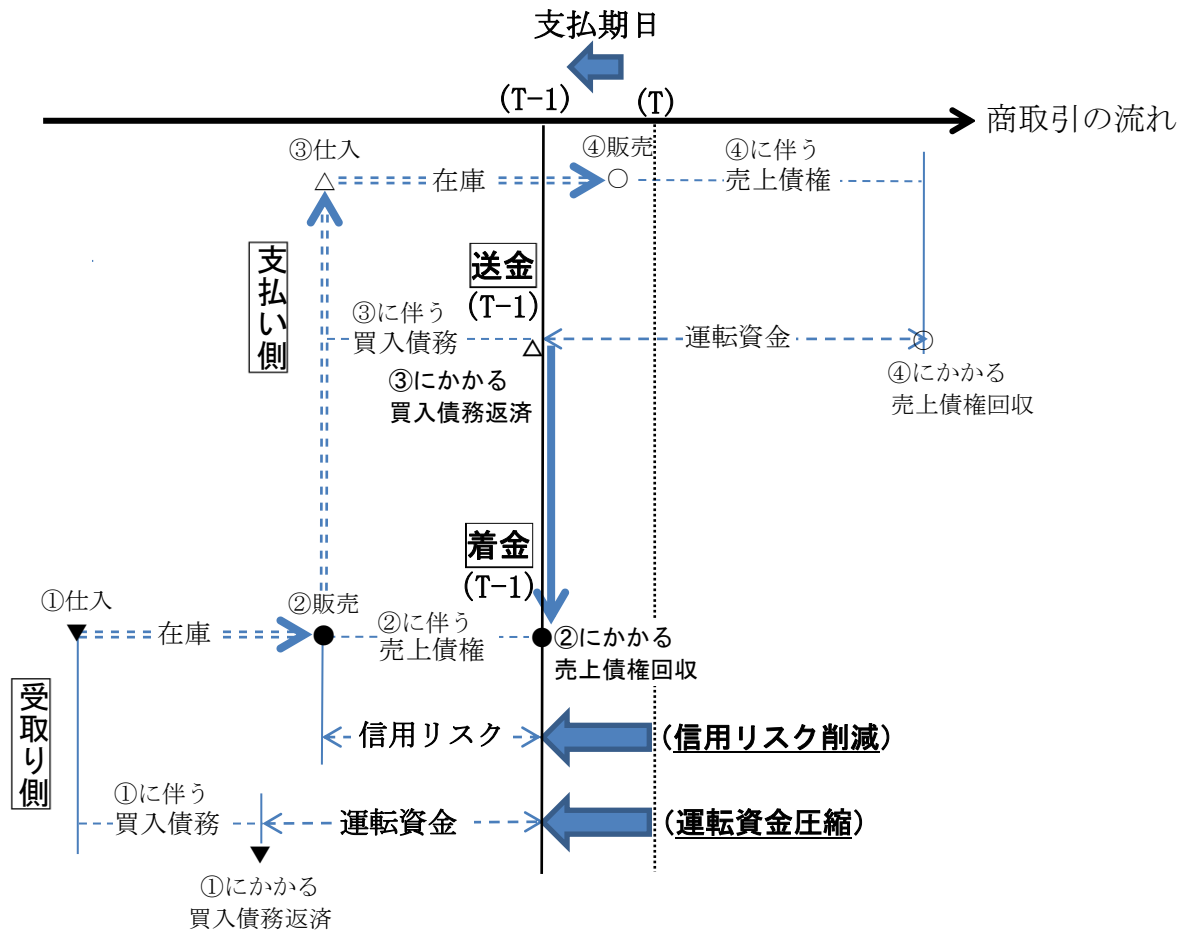 支払期日
(T-1)
(T)
商取引の流れ
③仕入
④販売
④に伴う
売上債権
在庫
支払い側
送金
(T-1)
③に伴う
買入債務
運転資金
③にかかる
買入債務返済
④にかかる
売上債権回収
着金
(T-1)
①仕入
②販売
在庫
②に伴う
売上債権
②にかかる
売上債権回収
受取り側
信用リスク
(信用リスク削減)
①に伴う
買入債務
運転資金
(運転資金圧縮)
①にかかる
買入債務返済